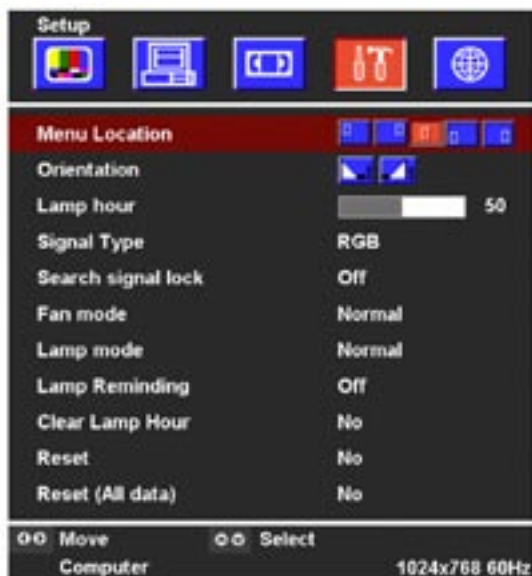 Setup
Menu Location
Orientation
Lamp hour 50
Signal Type RGB
Search signal lock Off
Fan mode Normal
Lamp mode Normal
Lamp Reminding Off
Clear Lamp Hour No
Reset No
Reset (All data) No
Move Select
Computer 1024x768 60Hz